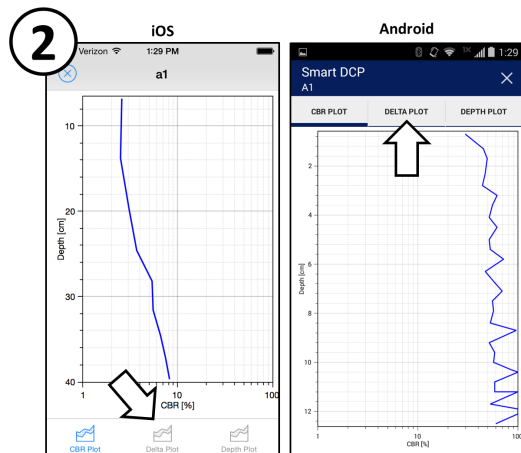 2
iOS
Android
Verizon 1:29 PM
a1
10
20
30
40
Depth [cm]
1 10 100
CBR [%]
CBR Plot Delta Plot Depth Plot
1X 1:29
Smart DCP
A1
CBR PLOT DELTA PLOT DEPTH PLOT
2
4
6
8
10
12
Depth [cm]
1 10 100
CBR [%]